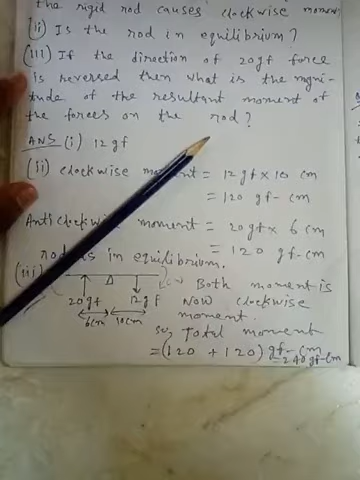 the rigid rod causes clockwise moment
(ii) Is the rod in equilibrium?
(iii) If the direction of 20gf force
is reversed then what is the magni-
tude of the resultant moment of
the forces on the rod?
ANS (i) 12 gf
(ii) clockwise moment = 12gf x 10 cm
= 120 gf-cm
Anticlockwise moment = 20gf x 6 cm
= 120 gf-cm
rod is in equilibrium.
(iii) Both moment is
20gf 12gf Now clockwise
6cm 10cm moment.
so, Total moment
= (120 + 120) gf-cm
= 240 gf-cm